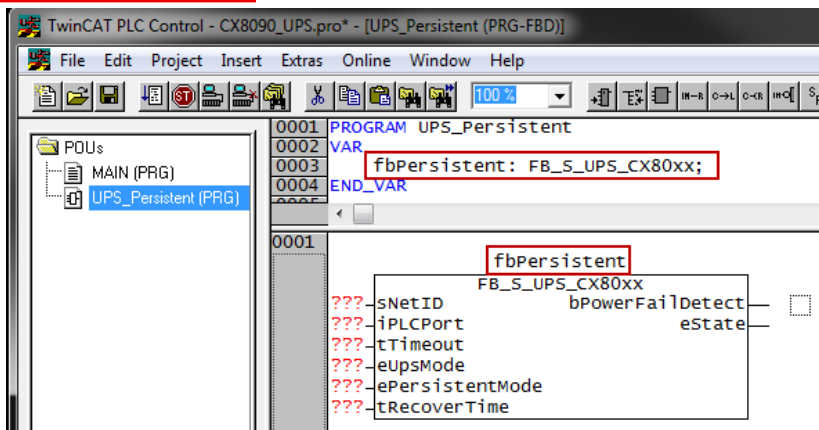 TwinCAT PLC Control - CX8090_UPS.pro* - [UPS_Persistent (PRG-FBD)]
File Edit Project Insert Extras Online Window Help
100 %
POUs
MAIN (PRG)
UPS_Persistent (PRG)
0001 PROGRAM UPS_Persistent
0002 VAR
0003 fbPersistent: FB_S_UPS_CX80xx;
0004 END_VAR
0001
fbPersistent
FB_S_UPS_CX80xx
???-sNetID bPowerFailDetect
???-iPLCPort eState
???-tTimeout
???-eUpsMode
???-ePersistentMode
???-tRecoverTime